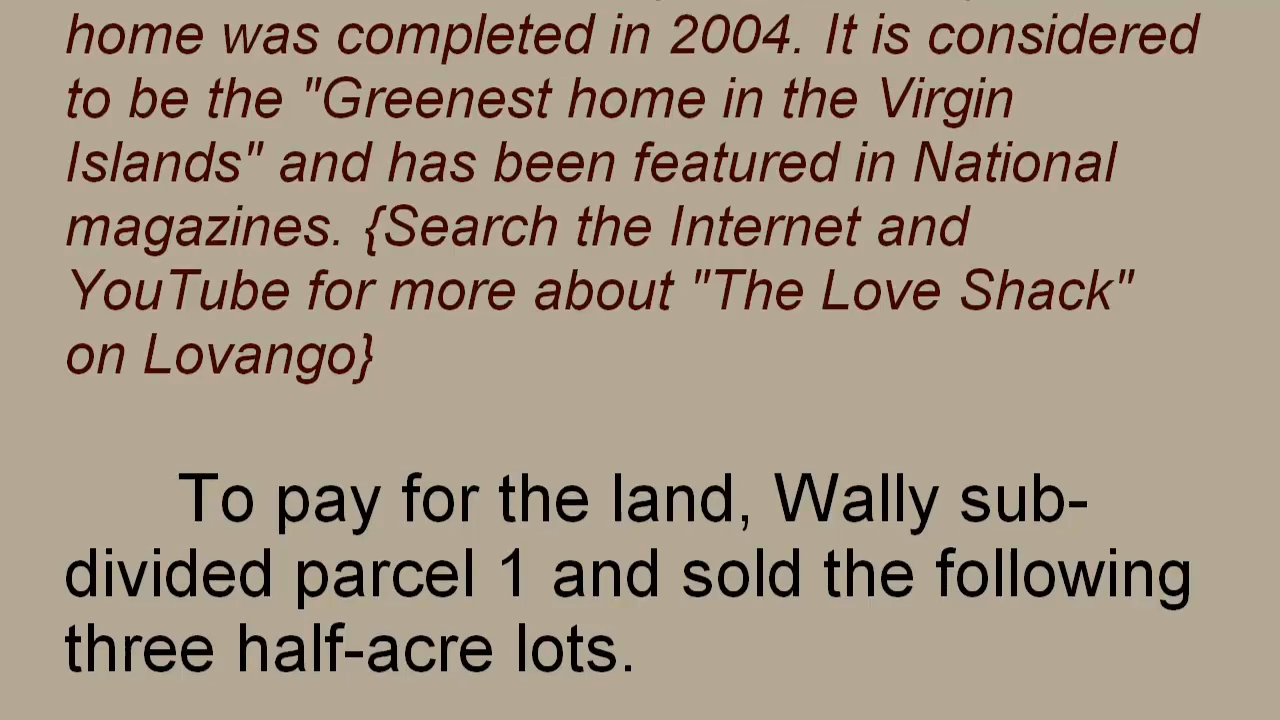 home was completed in 2004. It is considered
to be the "Greenest home in the Virgin
Islands" and has been featured in National
magazines. {Search the Internet and
YouTube for more about "The Love Shack"
on Lovango}
To pay for the land, Wally sub-
divided parcel 1 and sold the following
three half-acre lots.